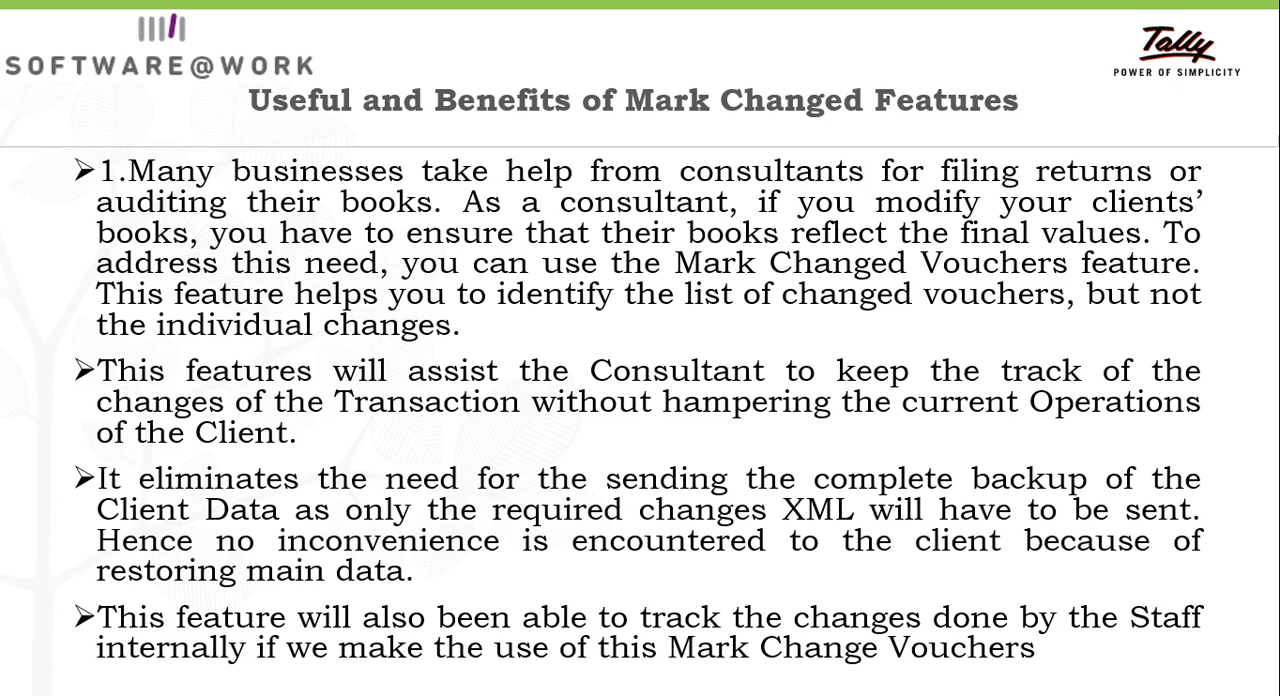 SOFTWARE@WORK
Tally
POWER OF SIMPLICITY
Useful and Benefits of Mark Changed Features
➢1.Many businesses take help from consultants for filing returns or
auditing their books. As a consultant, if you modify your clients’
books, you have to ensure that their books reflect the final values. To
address this need, you can use the Mark Changed Vouchers feature.
This feature helps you to identify the list of changed vouchers, but not
the individual changes.
➢This features will assist the Consultant to keep the track of the
changes of the Transaction without hampering the current Operations
of the Client.
➢It eliminates the need for the sending the complete backup of the
Client Data as only the required changes XML will have to be sent.
Hence no inconvenience is encountered to the client because of
restoring main data.
➢This feature will also been able to track the changes done by the Staff
internally if we make the use of this Mark Change Vouchers